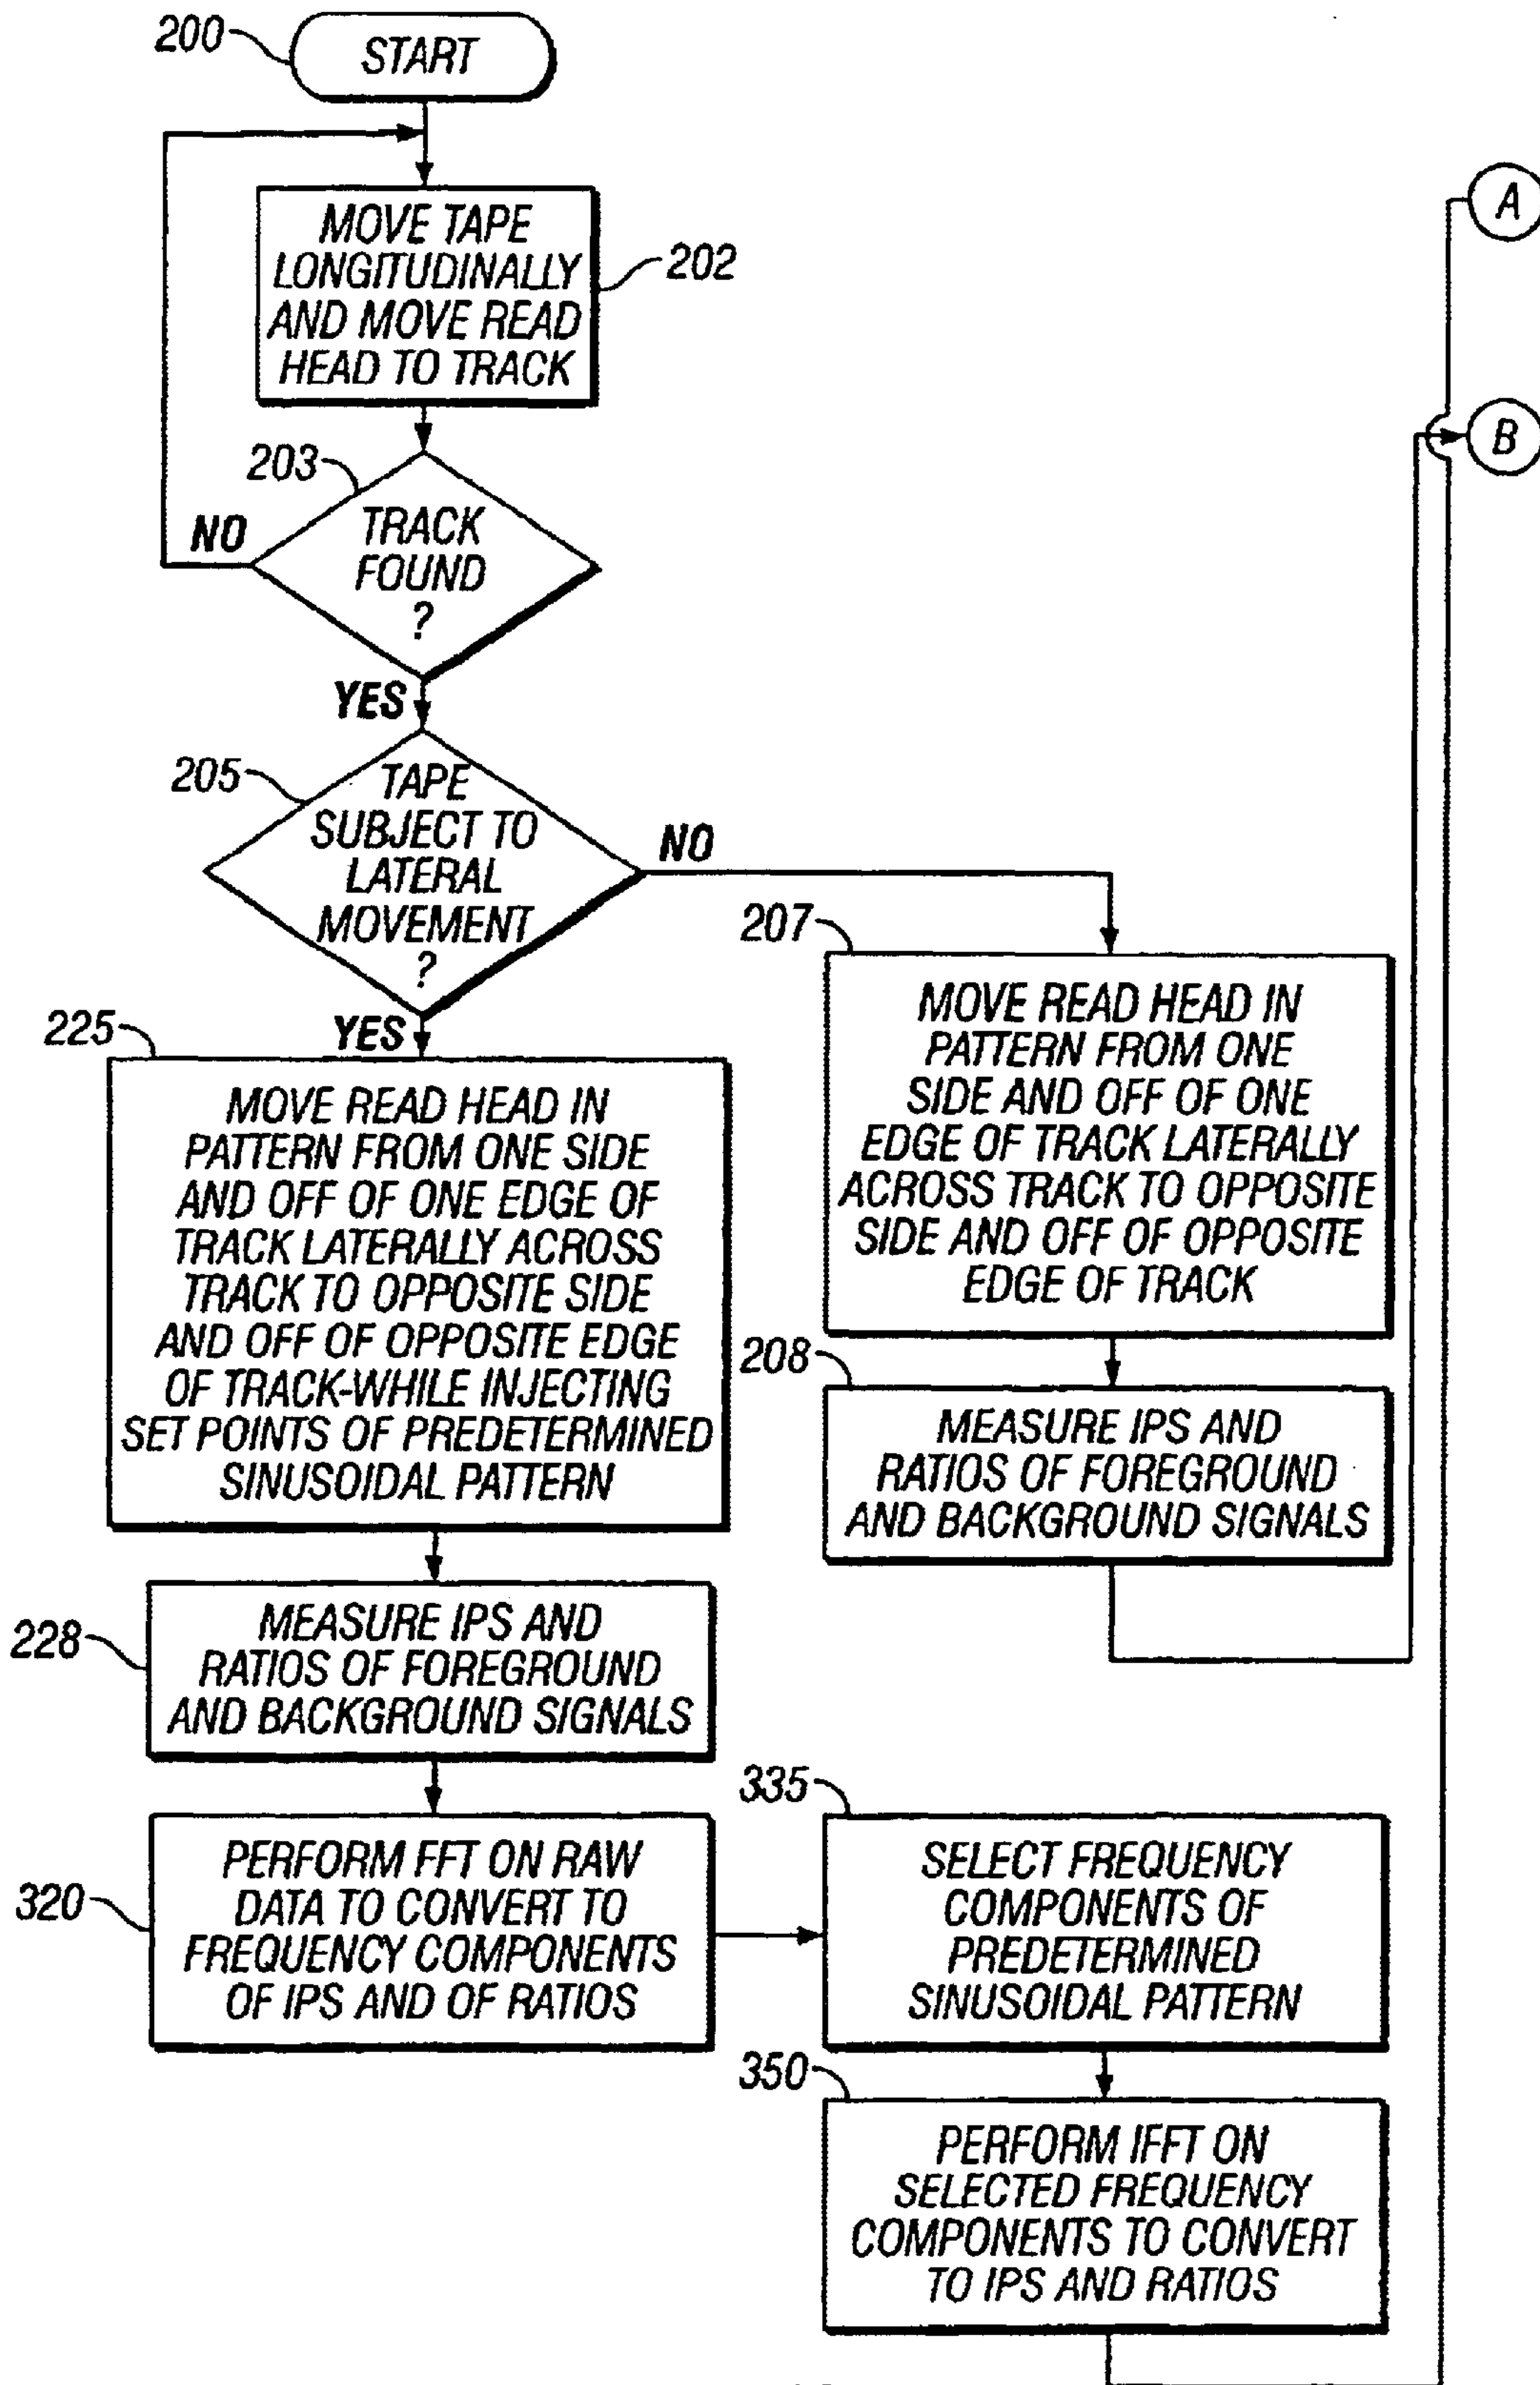 200
START
MOVE TAPE
LONGITUDINALLY
AND MOVE READ
HEAD TO TRACK
202
A
B
203
TRACK
FOUND
?
NO
YES
205
TAPE
SUBJECT TO
LATERAL
MOVEMENT
?
NO
YES
207
MOVE READ HEAD IN
PATTERN FROM ONE
SIDE AND OFF OF ONE
EDGE OF TRACK LATERALLY
ACROSS TRACK TO OPPOSITE
SIDE AND OFF OF OPPOSITE
EDGE OF TRACK
225
MOVE READ HEAD IN
PATTERN FROM ONE SIDE
AND OFF OF ONE EDGE OF
TRACK LATERALLY ACROSS
TRACK TO OPPOSITE SIDE
AND OFF OF OPPOSITE EDGE
OF TRACK-WHILE INJECTING
SET POINTS OF PREDETERMINED
SINUSOIDAL PATTERN
208
MEASURE IPS AND
RATIOS OF FOREGROUND
AND BACKGROUND SIGNALS
228
MEASURE IPS AND
RATIOS OF FOREGROUND
AND BACKGROUND SIGNALS
320
PERFORM FFT ON RAW
DATA TO CONVERT TO
FREQUENCY COMPONENTS
OF IPS AND OF RATIOS
335
SELECT FREQUENCY
COMPONENTS OF
PREDETERMINED
SINUSOIDAL PATTERN
350
PERFORM IFFT ON
SELECTED FREQUENCY
COMPONENTS TO CONVERT
TO IPS AND RATIOS